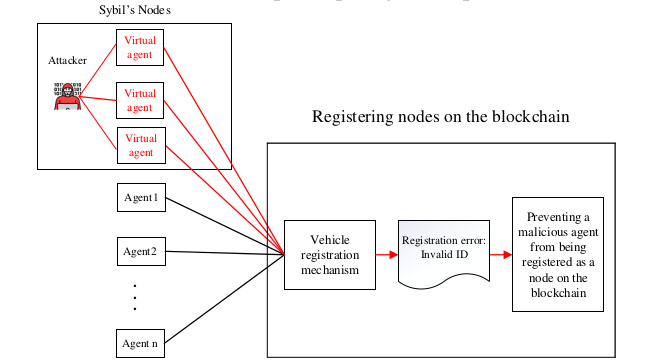 Sybil's Nodes
Attacker
Virtual
agent
Virtual
agent
Virtual
agent
Registering nodes on the blockchain
Agent1
Agent2
Agent n
Vehicle
registration
mechanism
Registration error:
Invalid ID
Preventing a
malicious agent
from being
registered as a
node on the
blockchain